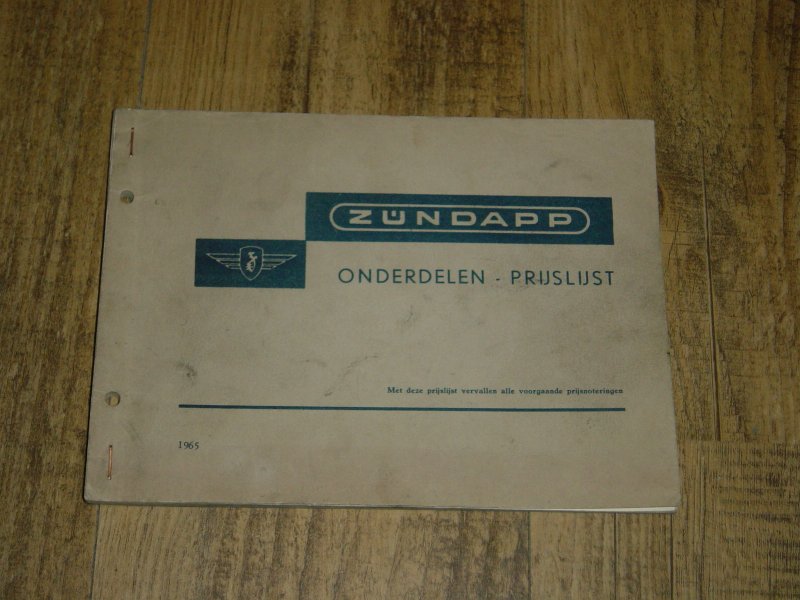 ZÜNDAPP
ONDERDELEN - PRIJSLIJST
Met deze prijslijst vervallen alle voorgaande prijsnoteringen
1965